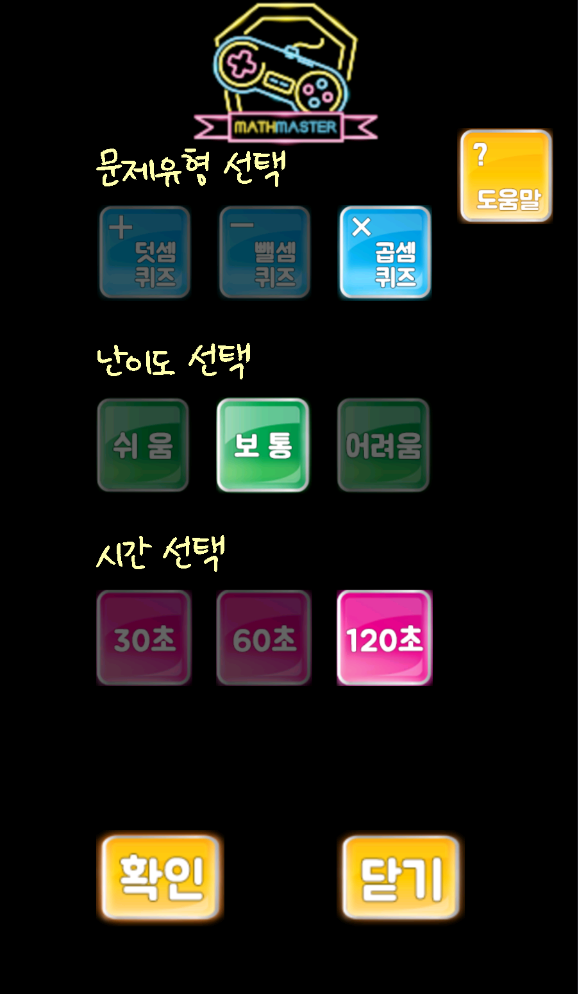 MATHMASTER
문제유형 선택
?
도움말
+
덧셈
퀴즈
−
뺄셈
퀴즈
×
곱셈
퀴즈
난이도 선택
쉬 움
보 통
어려움
시간 선택
30초
60초
120초
확인
닫기